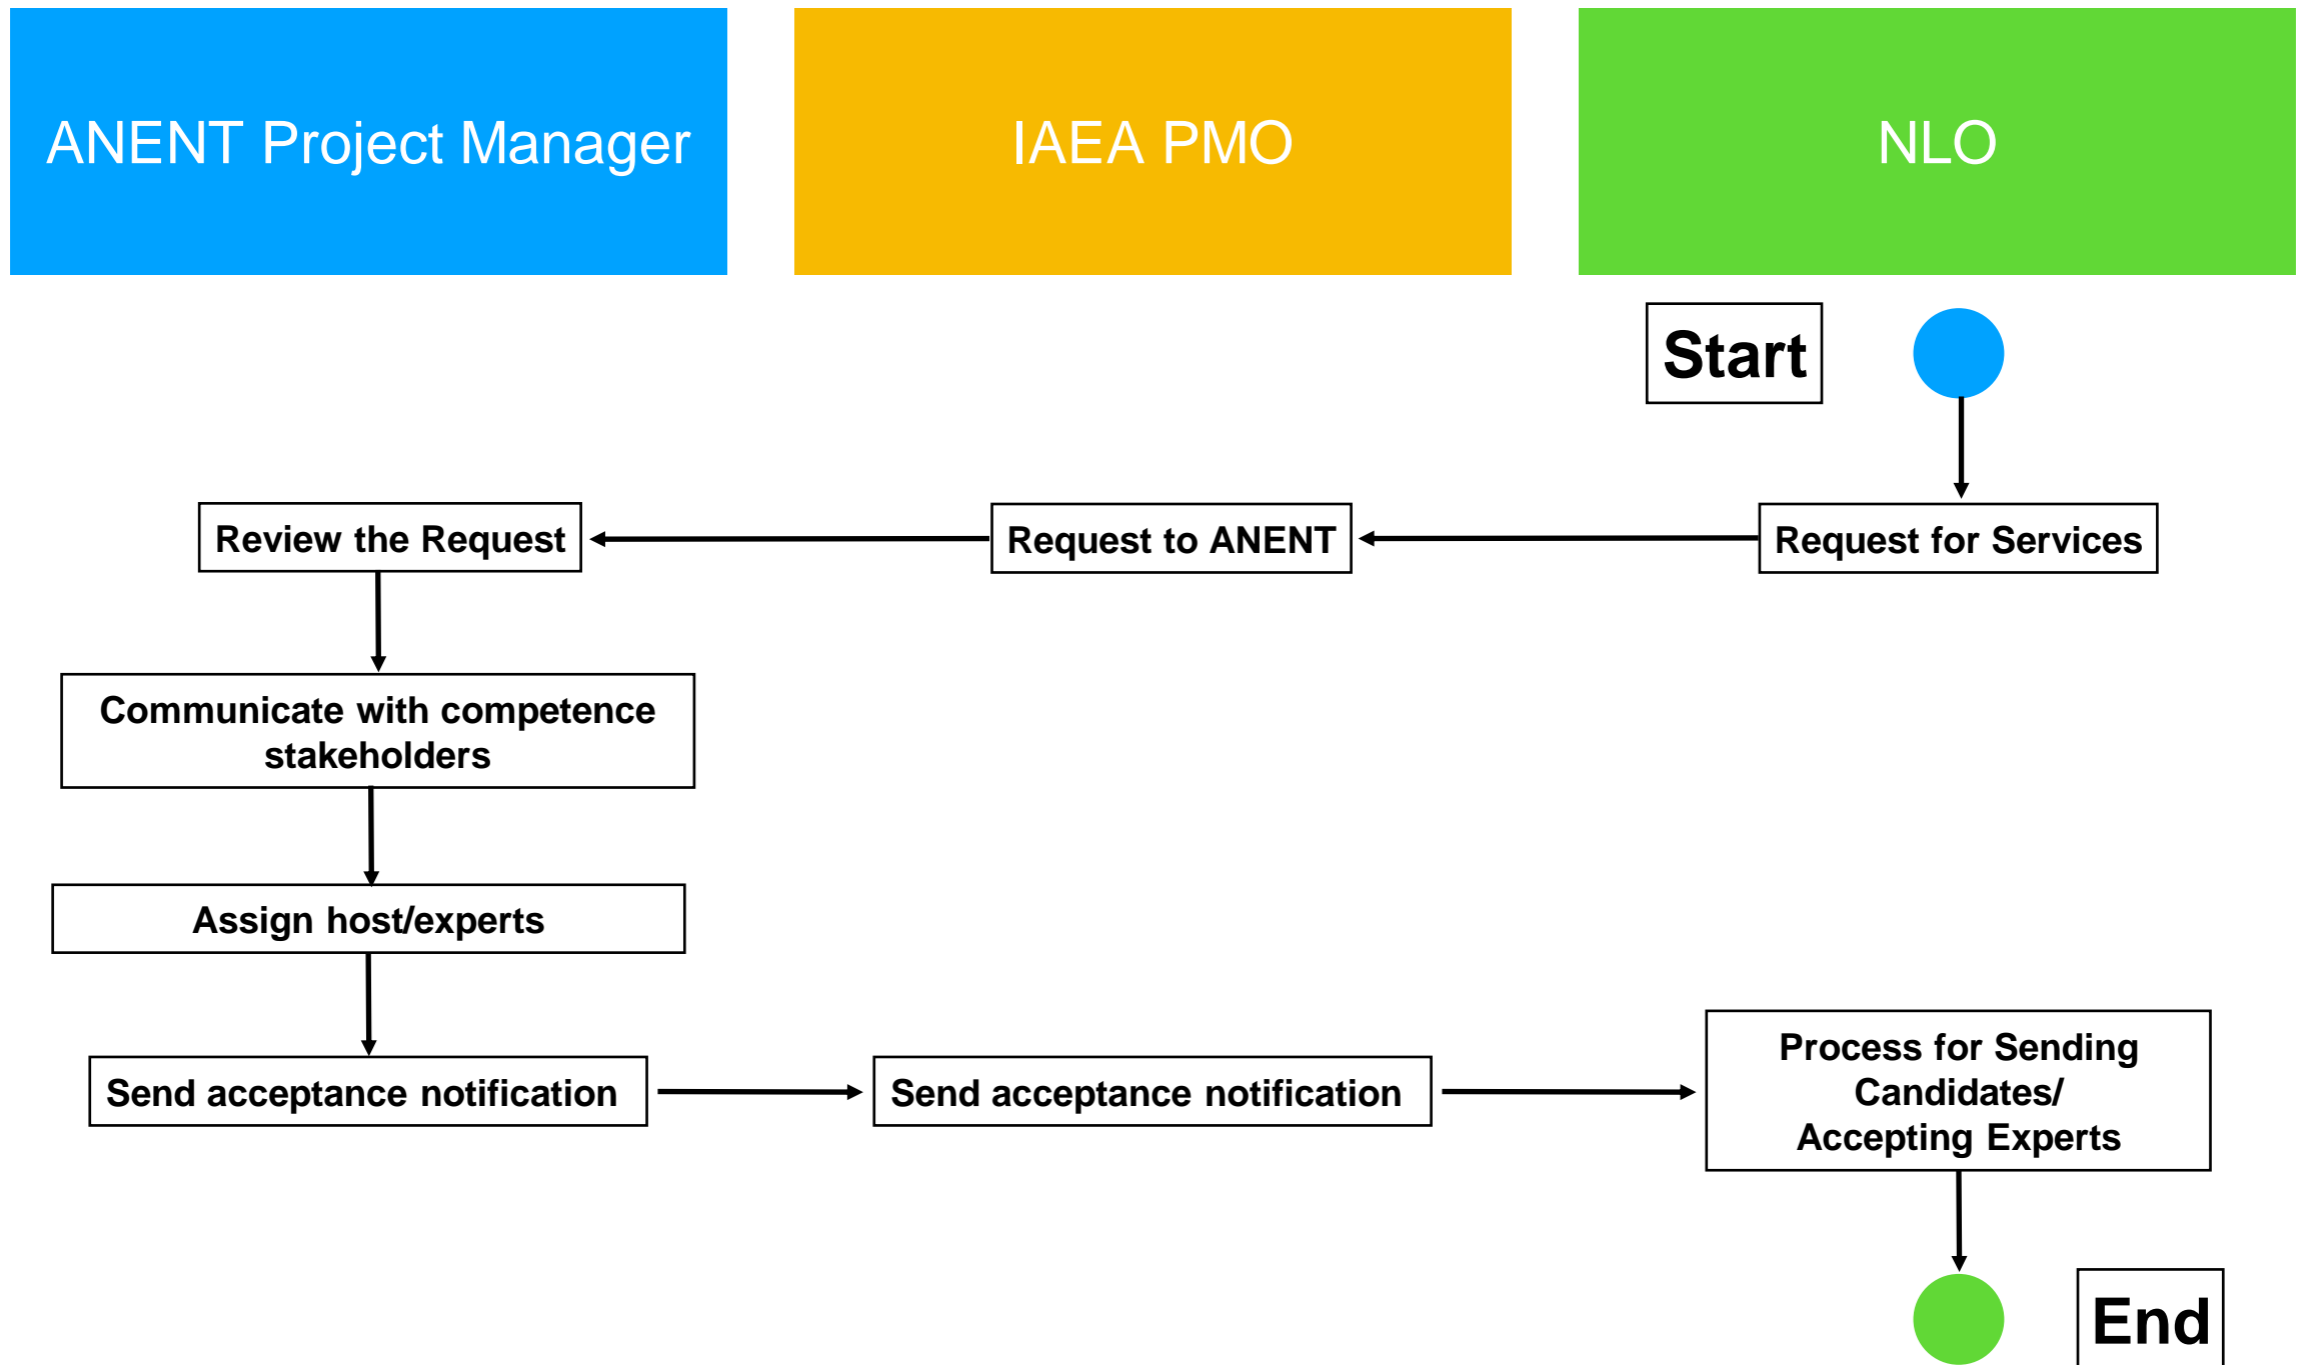 ANENT Project Manager
IAEA PMO
NLO
Start
Review the Request
Request to ANENT
Request for Services
Communicate with competence
stakeholders
Assign host/experts
Send acceptance notification
Send acceptance notification
Process for Sending
Candidates/
Accepting Experts
End